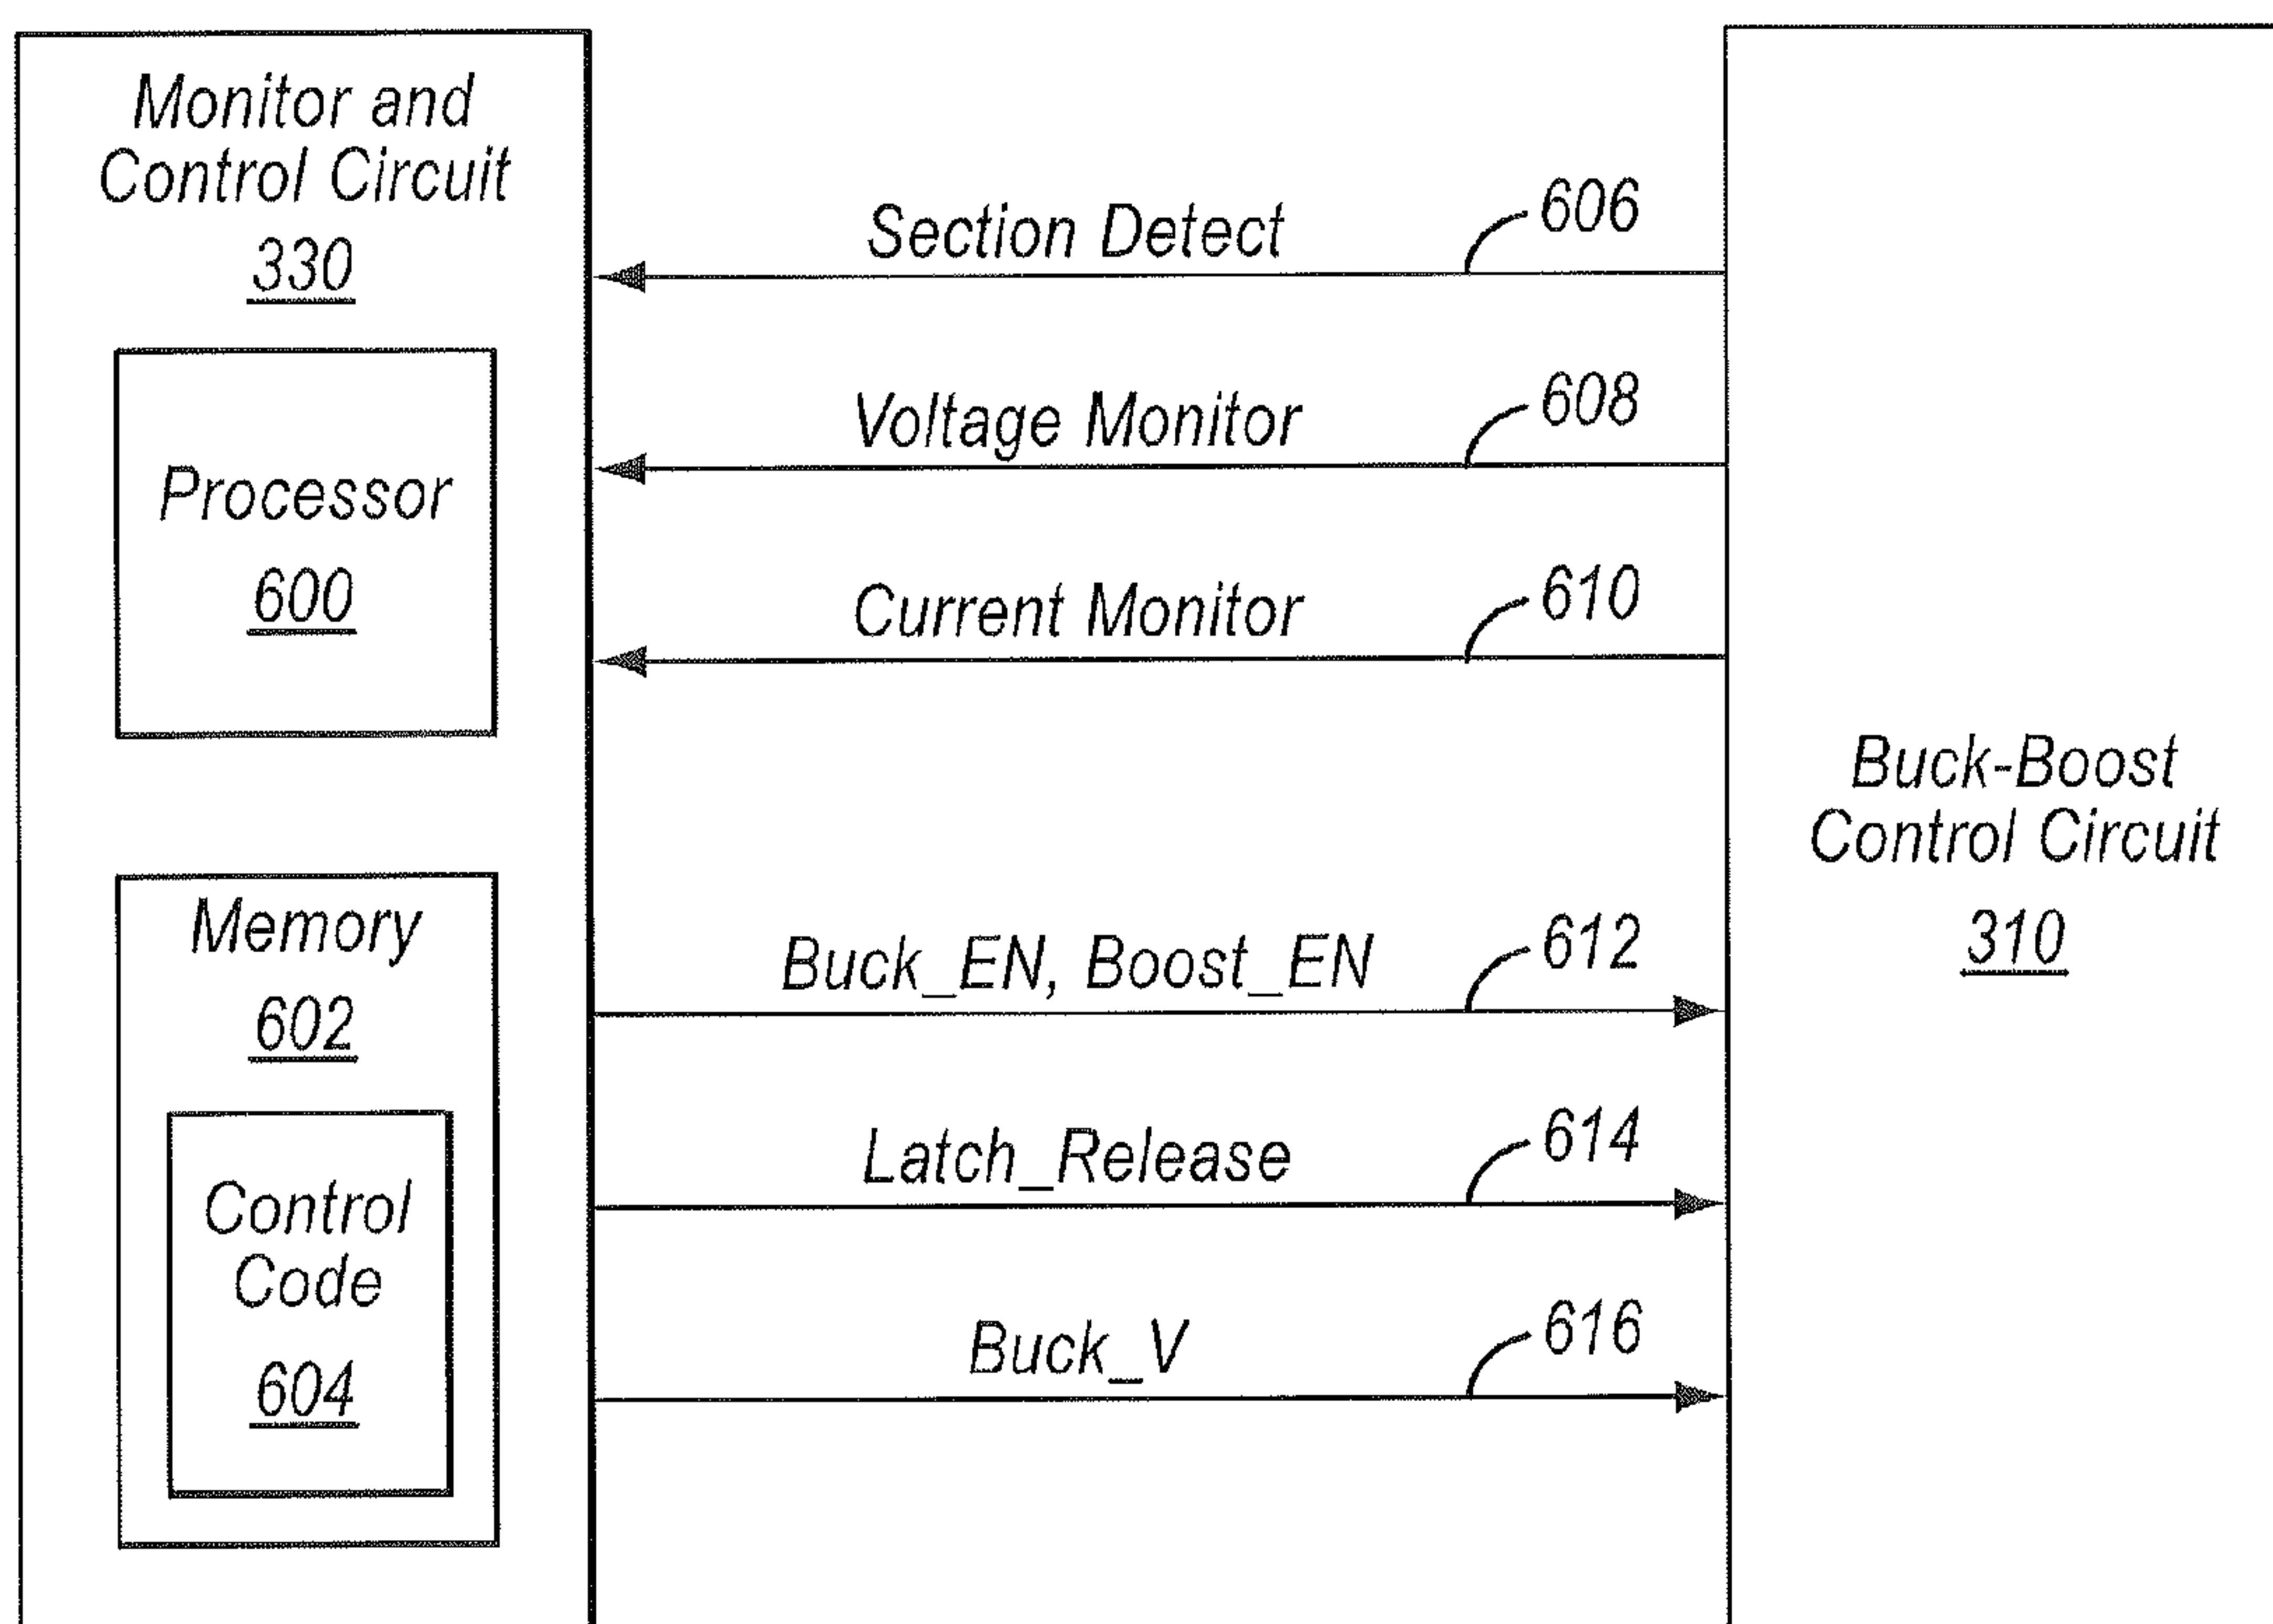 Monitor and
Control Circuit
330
Processor
600
Memory
602
Control
Code
604
Section Detect
606
Voltage Monitor
608
Current Monitor
610
Buck_EN, Boost_EN
612
Latch_Release
614
Buck_V
616
Buck-Boost
Control Circuit
310